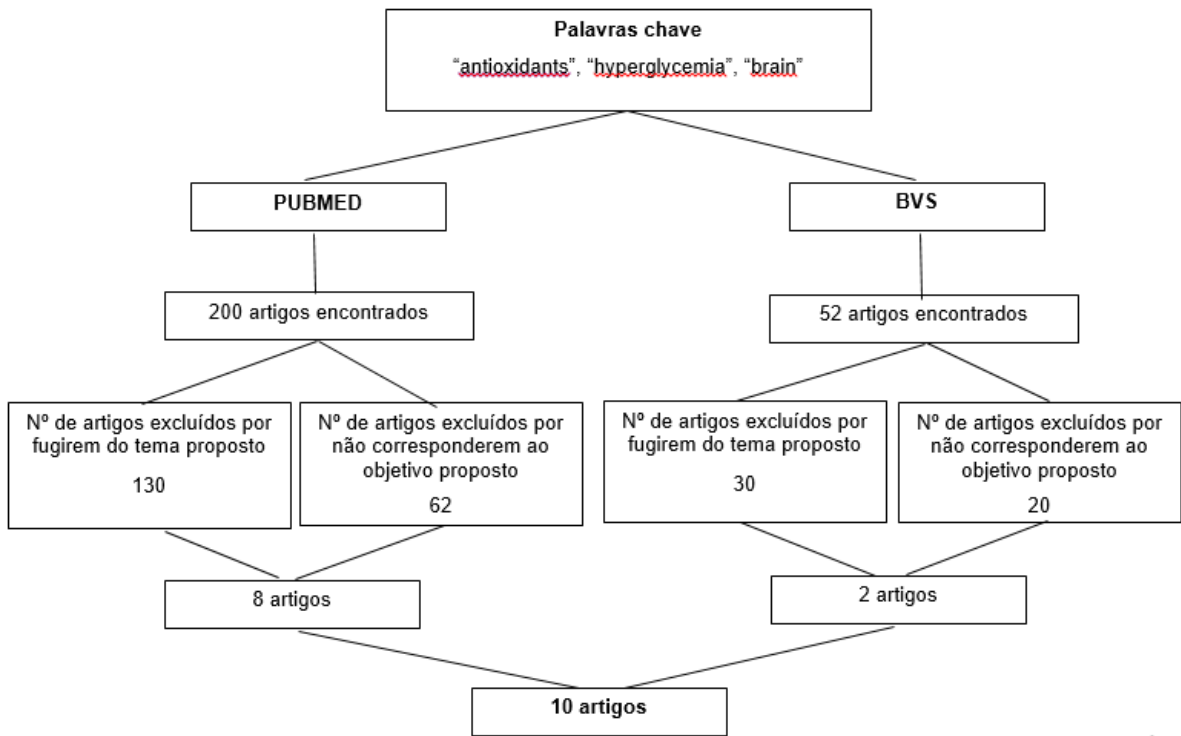 Palavras chave
“antioxidants”, “hyperglycemia”, “brain”
PUBMED
BVS
200 artigos encontrados
52 artigos encontrados
Nº de artigos excluídos por
fugirem do tema proposto
130
Nº de artigos excluídos por
não corresponderem ao
objetivo proposto
62
Nº de artigos excluídos por
fugirem do tema proposto
30
Nº de artigos excluídos por
não corresponderem ao
objetivo proposto
20
8 artigos
2 artigos
10 artigos